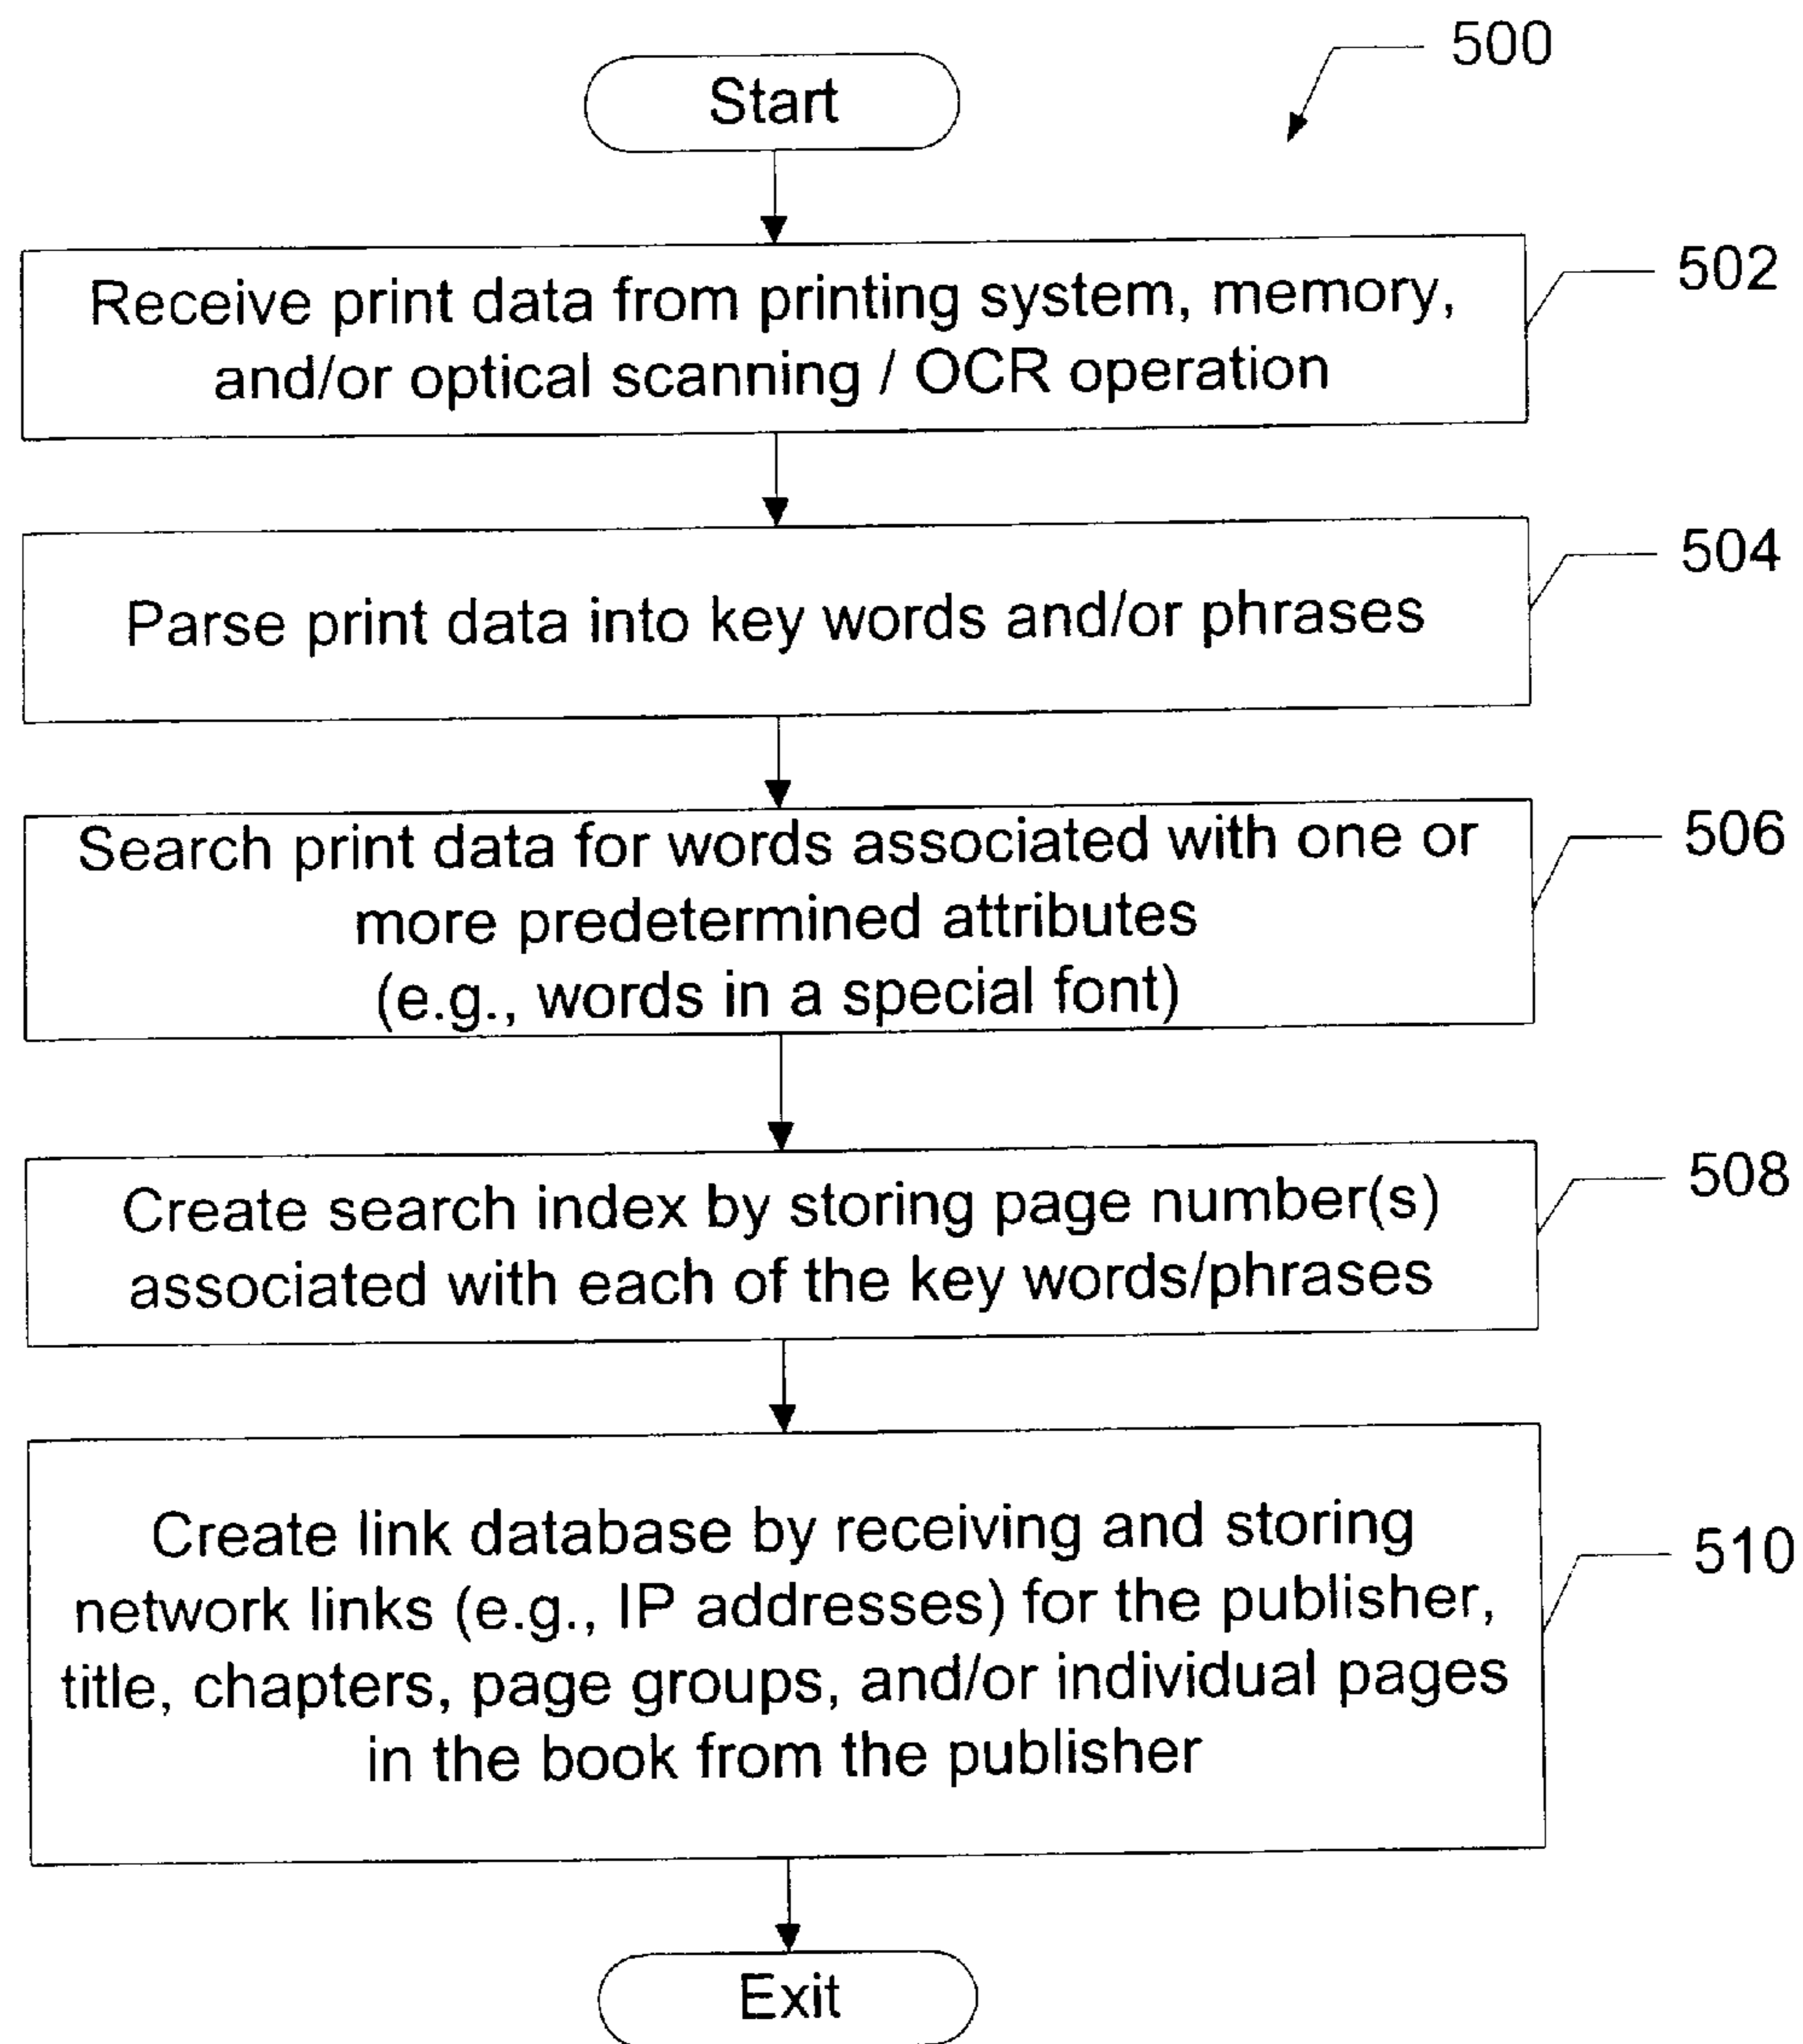 500
Start
502
Receive print data from printing system, memory,
and/or optical scanning / OCR operation
504
Parse print data into key words and/or phrases
506
Search print data for words associated with one or
more predetermined attributes
(e.g., words in a special font)
508
Create search index by storing page number(s)
associated with each of the key words/phrases
510
Create link database by receiving and storing
network links (e.g., IP addresses) for the publisher,
title, chapters, page groups, and/or individual pages
in the book from the publisher
Exit